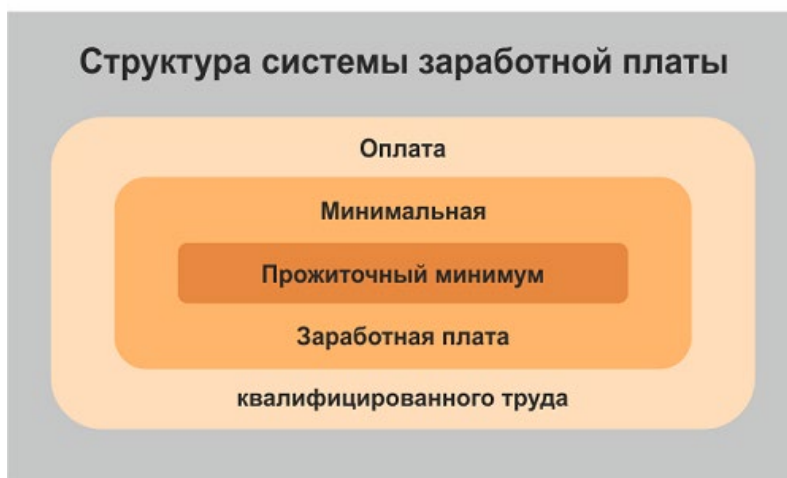 Структура системы заработной платы
Оплата
Минимальная
Прожиточный минимум
Заработная плата
квалифицированного труда